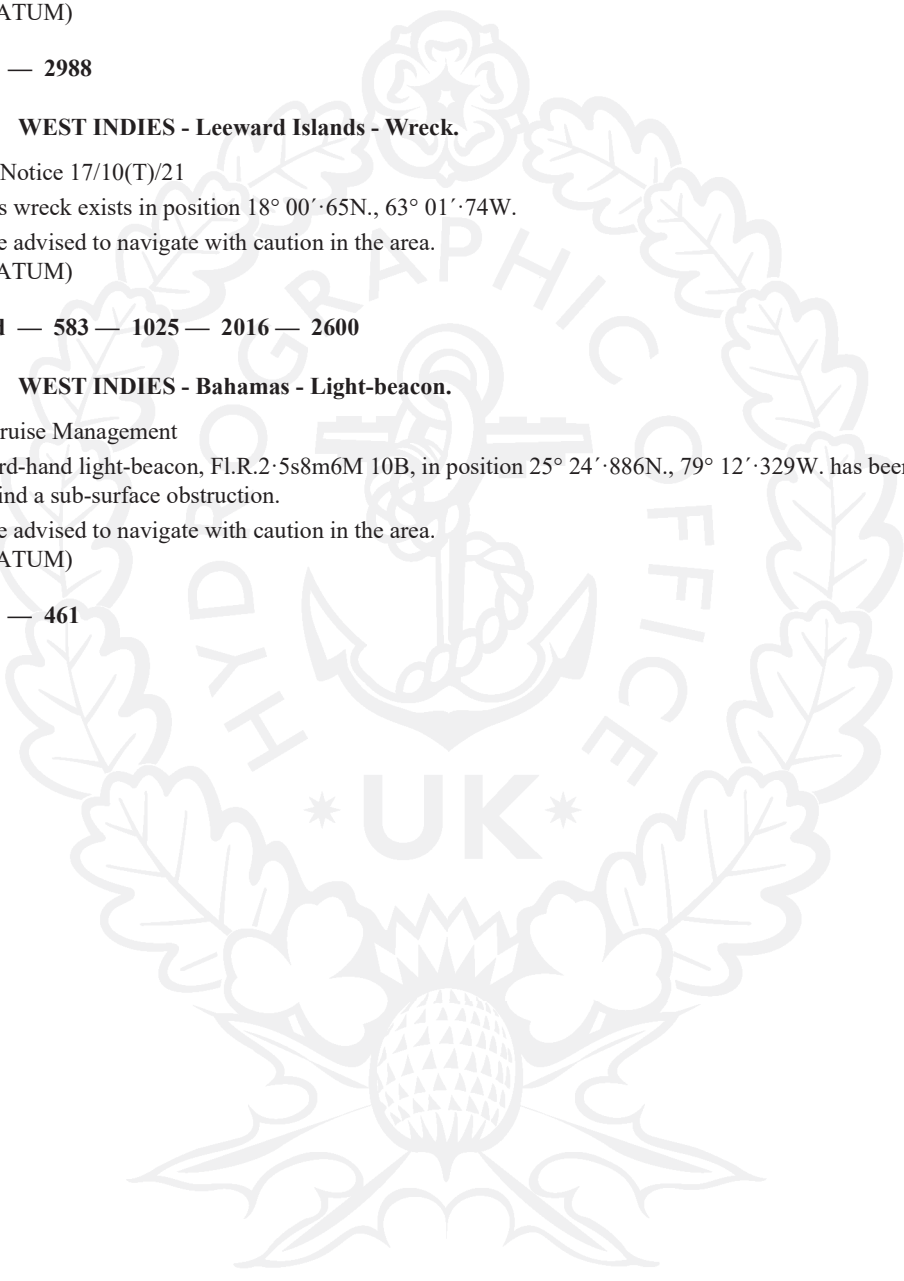 ATUM)
— 2988
WEST INDIES - Leeward Islands - Wreck.
Notice 17/10(T)/21
s wreck exists in position 18° 00´·65N., 63° 01´·74W.
e advised to navigate with caution in the area.
ATUM)
d — 583 — 1025 — 2016 — 2600
WEST INDIES - Bahamas - Light-beacon.
ruise Management
rd-hand light-beacon, Fl.R.2·5s8m6M 10B, in position 25° 24´·886N., 79° 12´·329W. has been
ind a sub-surface obstruction.
e advised to navigate with caution in the area.
ATUM)
— 461
HYDROGRAPHIC OFFICE
UK